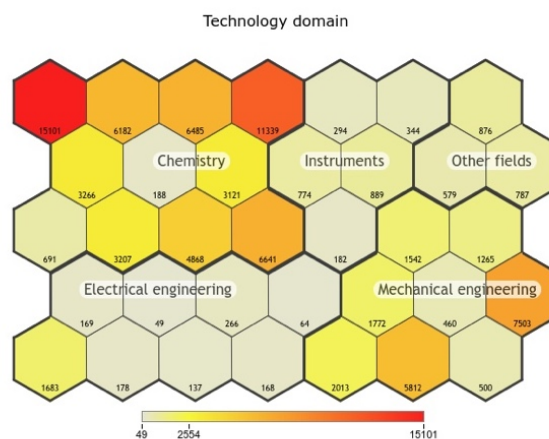 Technology domain
15101 6182 6485 11339 294 344 876
Chemistry Instruments Other fields
3266 188 3121 774 889 579 787
691 3207 4868 6641 182 1542 1265
Electrical engineering Mechanical engineering
169 49 266 64 1772 460 7503
1683 178 137 168 2013 5812 500
49 2554 15101